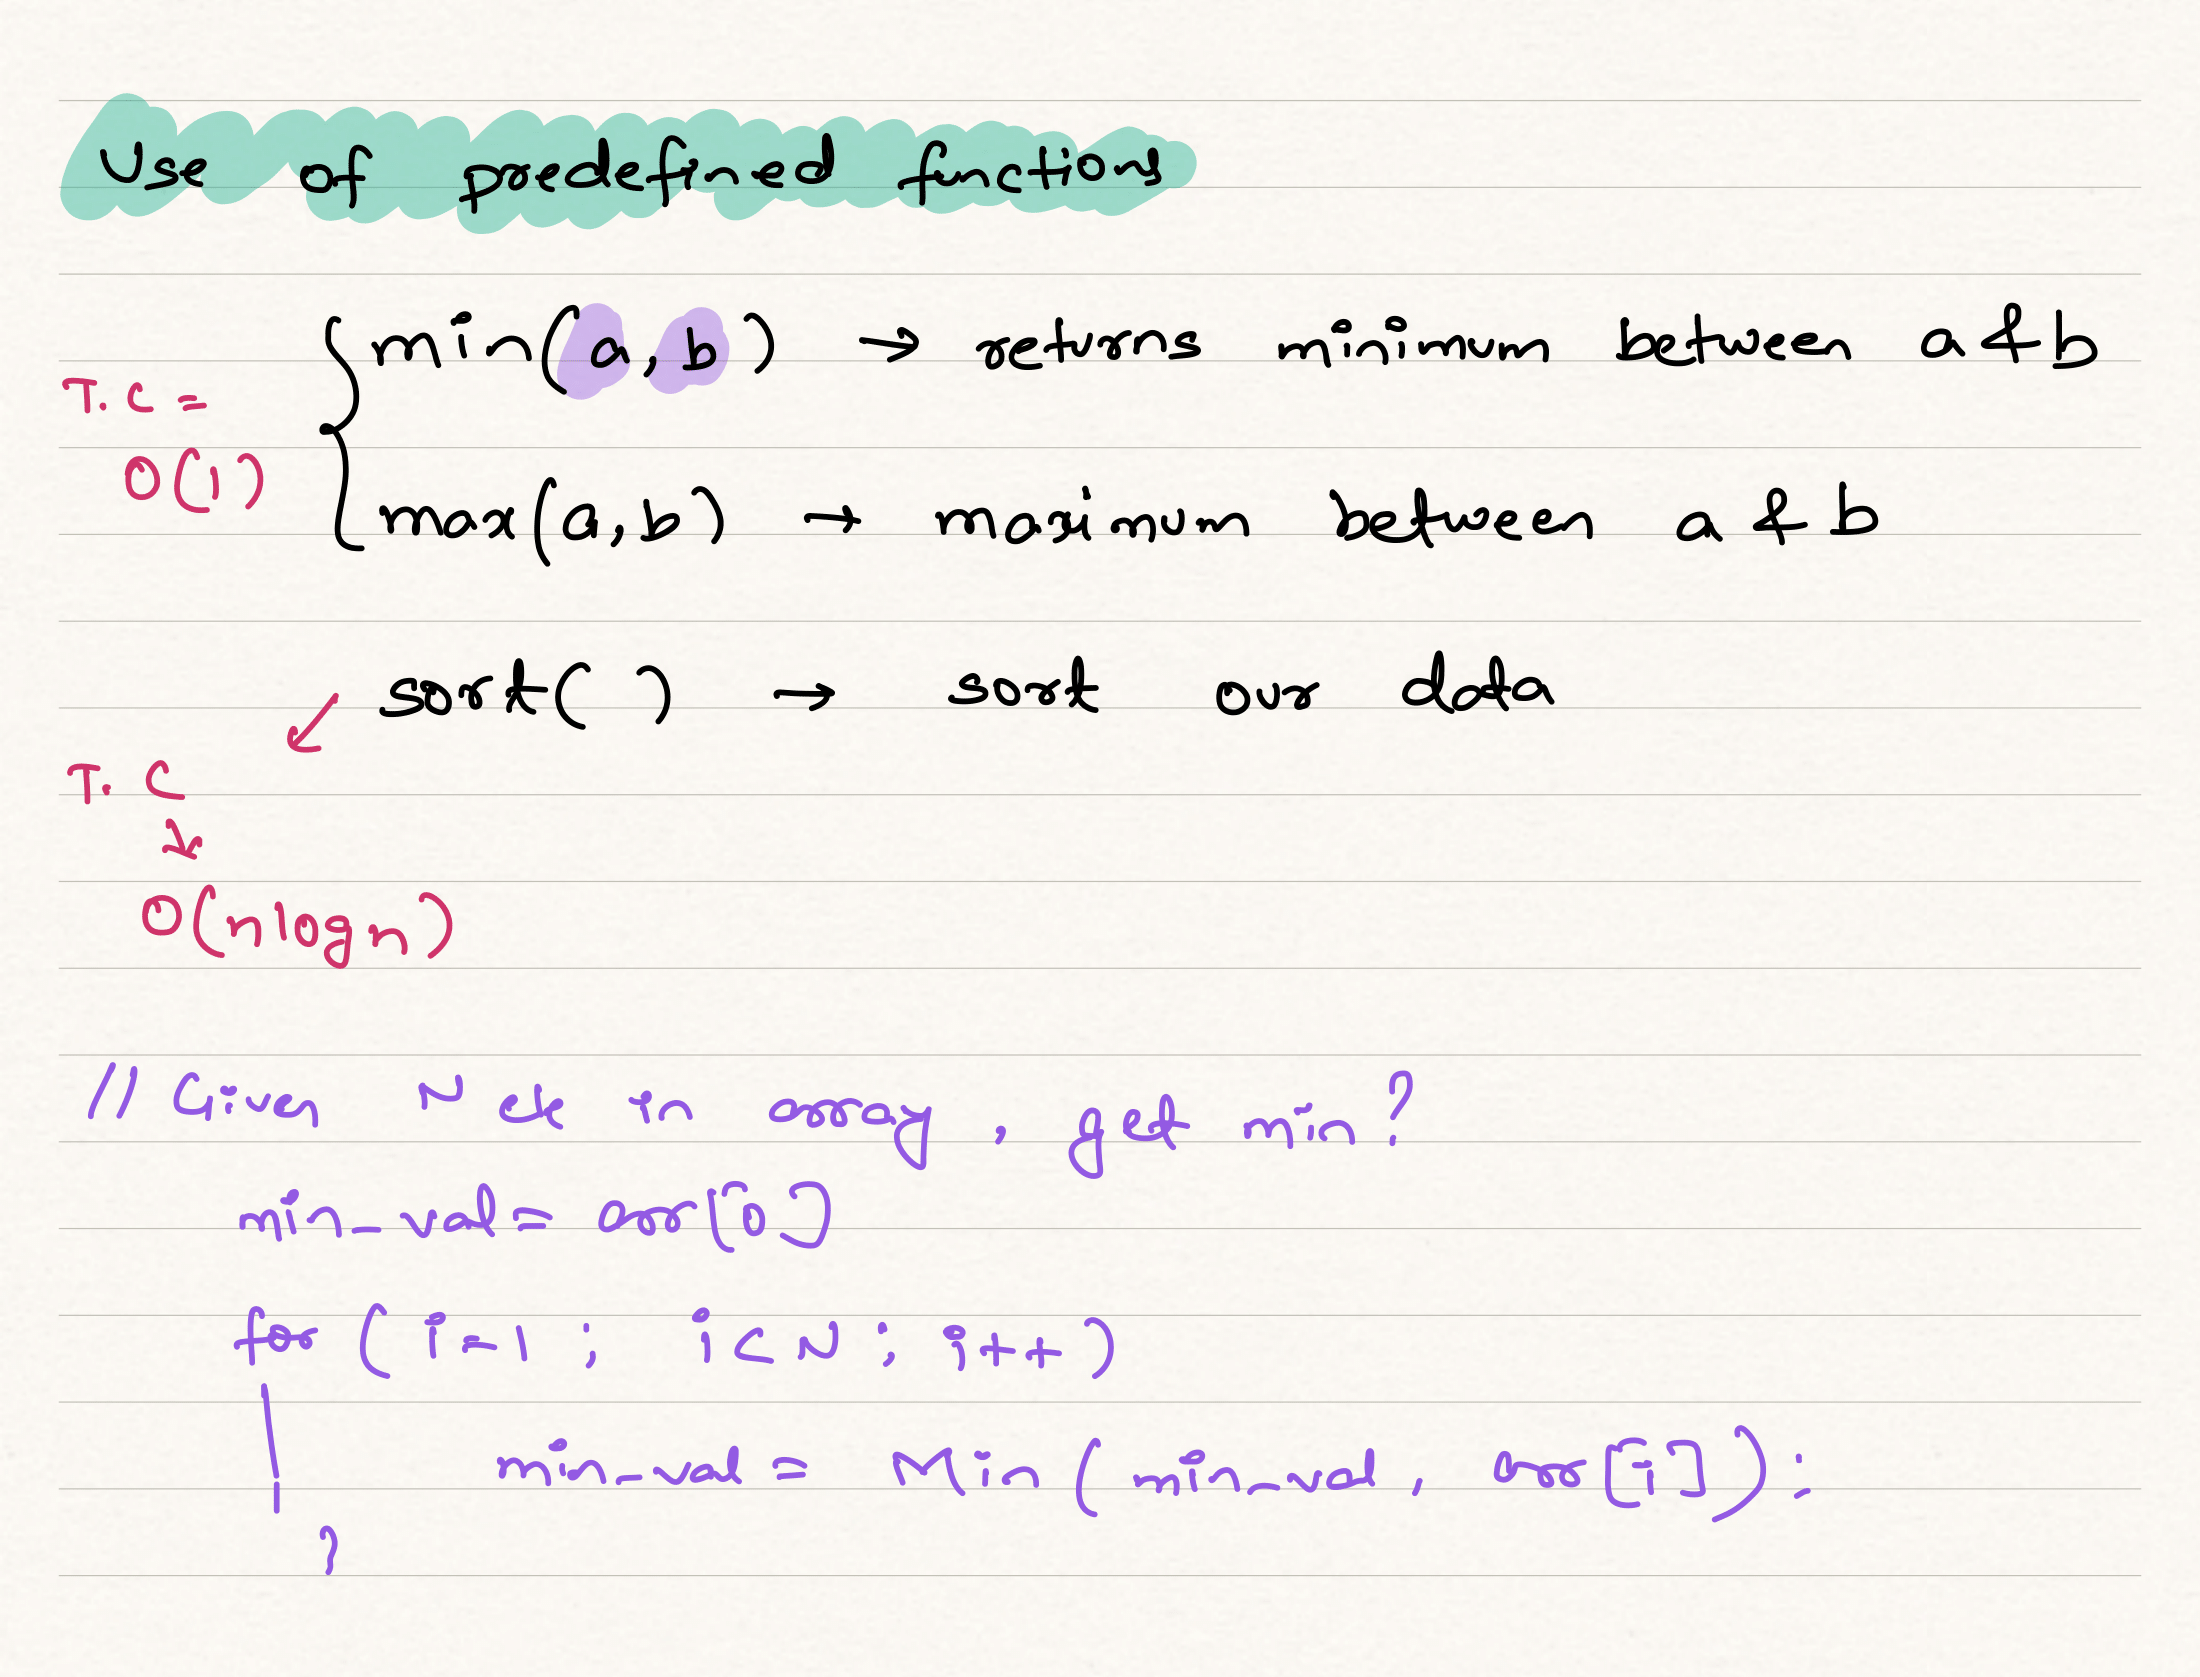 Use of predefined functions
min(a, b) → returns minimum between a & b
T.C =
O(1)
max(a, b) → maximum between a & b
sort( ) → sort our data
T.C
O(nlogn)
// Given N ele in array, get min?
min_val = arr[0]
for ( i=1 ; i<N ; i++ )
min_val = Min ( min_val, arr[i]);
}